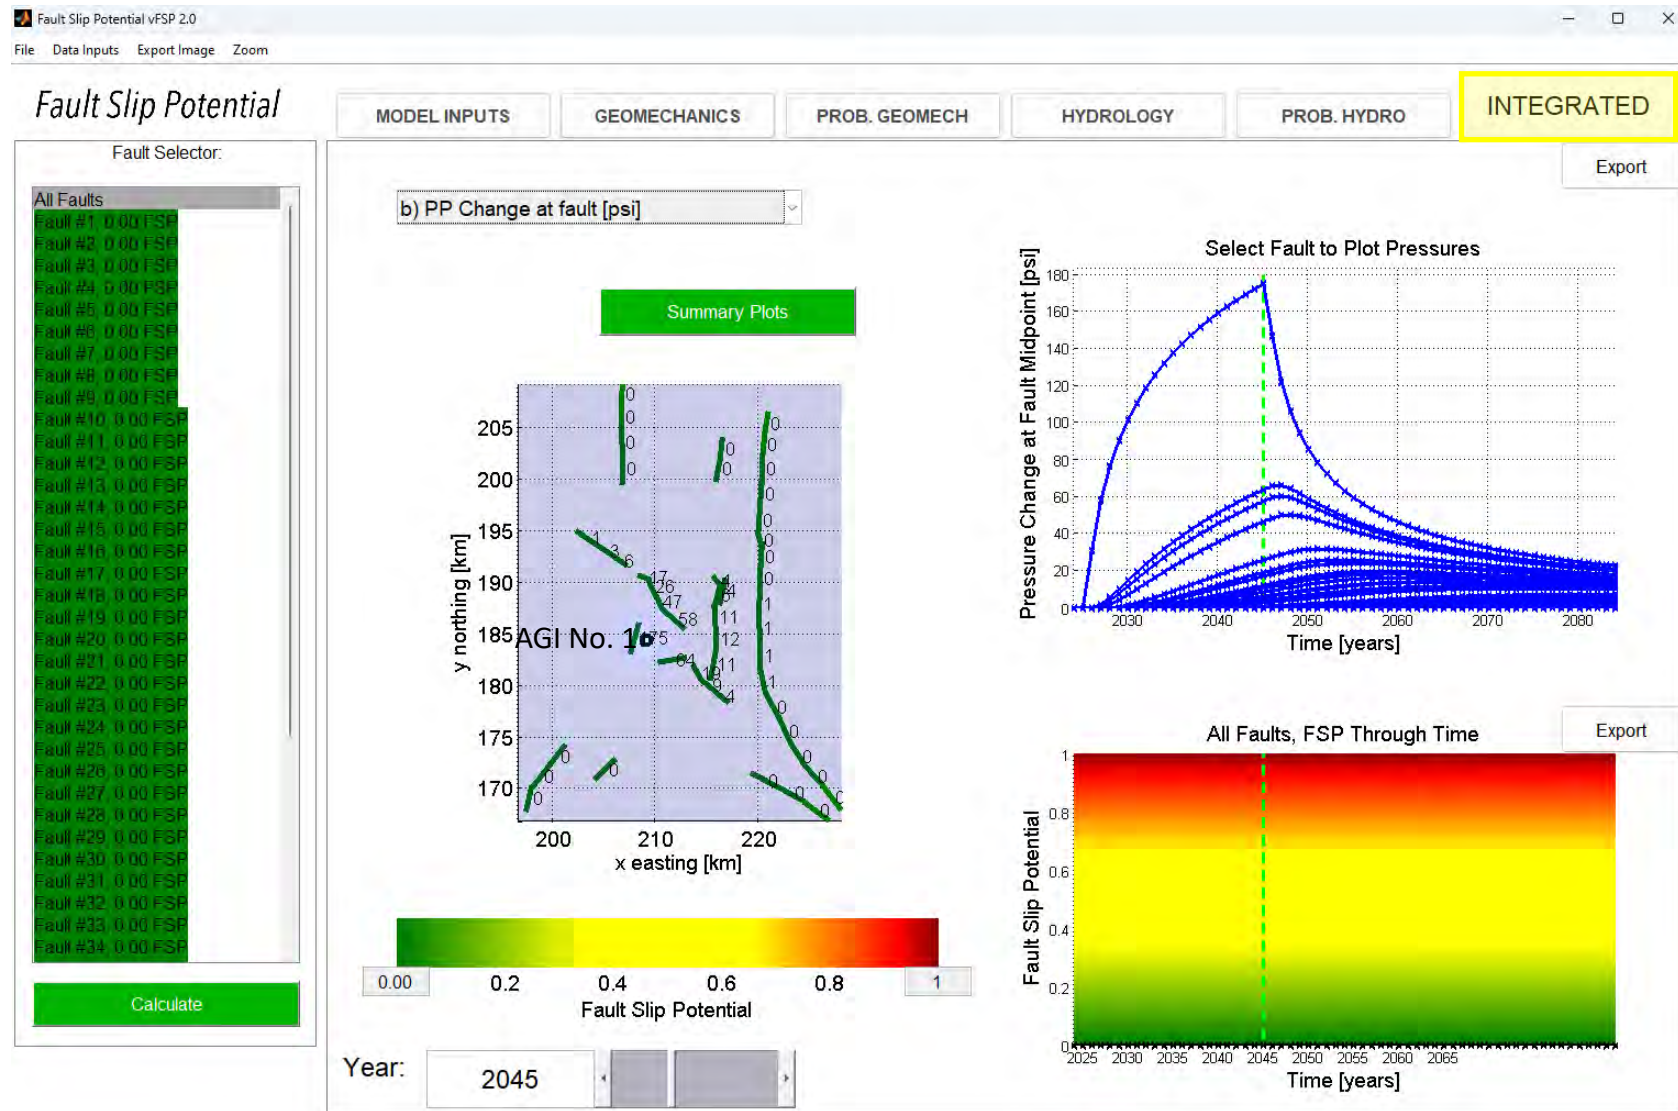 Fault Slip Potential vFSP 2.0
File Data Inputs Export Image Zoom
Fault Slip Potential
MODEL INPUTS
GEOMECHANICS
PROB. GEOMECH
HYDROLOGY
PROB. HYDRO
INTEGRATED
Fault Selector:
All Faults
Fault #1, 0.00 FSP
Fault #2, 0.00 FSP
Fault #3, 0.00 FSP
Fault #4, 0.00 FSP
Fault #5, 0.00 FSP
Fault #6, 0.00 FSP
Fault #7, 0.00 FSP
Fault #8, 0.00 FSP
Fault #9, 0.00 FSP
Fault #10, 0.00 FSP
Fault #11, 0.00 FSP
Fault #12, 0.00 FSP
Fault #13, 0.00 FSP
Fault #14, 0.00 FSP
Fault #15, 0.00 FSP
Fault #16, 0.00 FSP
Fault #17, 0.00 FSP
Fault #18, 0.00 FSP
Fault #19, 0.00 FSP
Fault #20, 0.00 FSP
Fault #21, 0.00 FSP
Fault #22, 0.00 FSP
Fault #23, 0.00 FSP
Fault #24, 0.00 FSP
Fault #25, 0.00 FSP
Fault #26, 0.00 FSP
Fault #27, 0.00 FSP
Fault #28, 0.00 FSP
Fault #29, 0.00 FSP
Fault #30, 0.00 FSP
Fault #31, 0.00 FSP
Fault #32, 0.00 FSP
Fault #33, 0.00 FSP
Fault #34, 0.00 FSP
Calculate
b) PP Change at fault [psi]
Summary Plots
y northing [km]
205
200
195
190
185
180
175
170
AGI No. 1
1 3 6
17
26
47
58
64
11
12
11
19
9
4
200 210 220
x easting [km]
0.00 0.2 0.4 0.6 0.8 1
Fault Slip Potential
Year:
2045
Export
Select Fault to Plot Pressures
Pressure Change at Fault Midpoint [psi]
180
160
140
120
100
80
60
40
20
0
2030 2040 2050 2060 2070 2080
Time [years]
Export
All Faults, FSP Through Time
Fault Slip Potential
1
0.8
0.6
0.4
0.2
0
2025 2030 2035 2040 2045 2050 2055 2060 2065
Time [years]